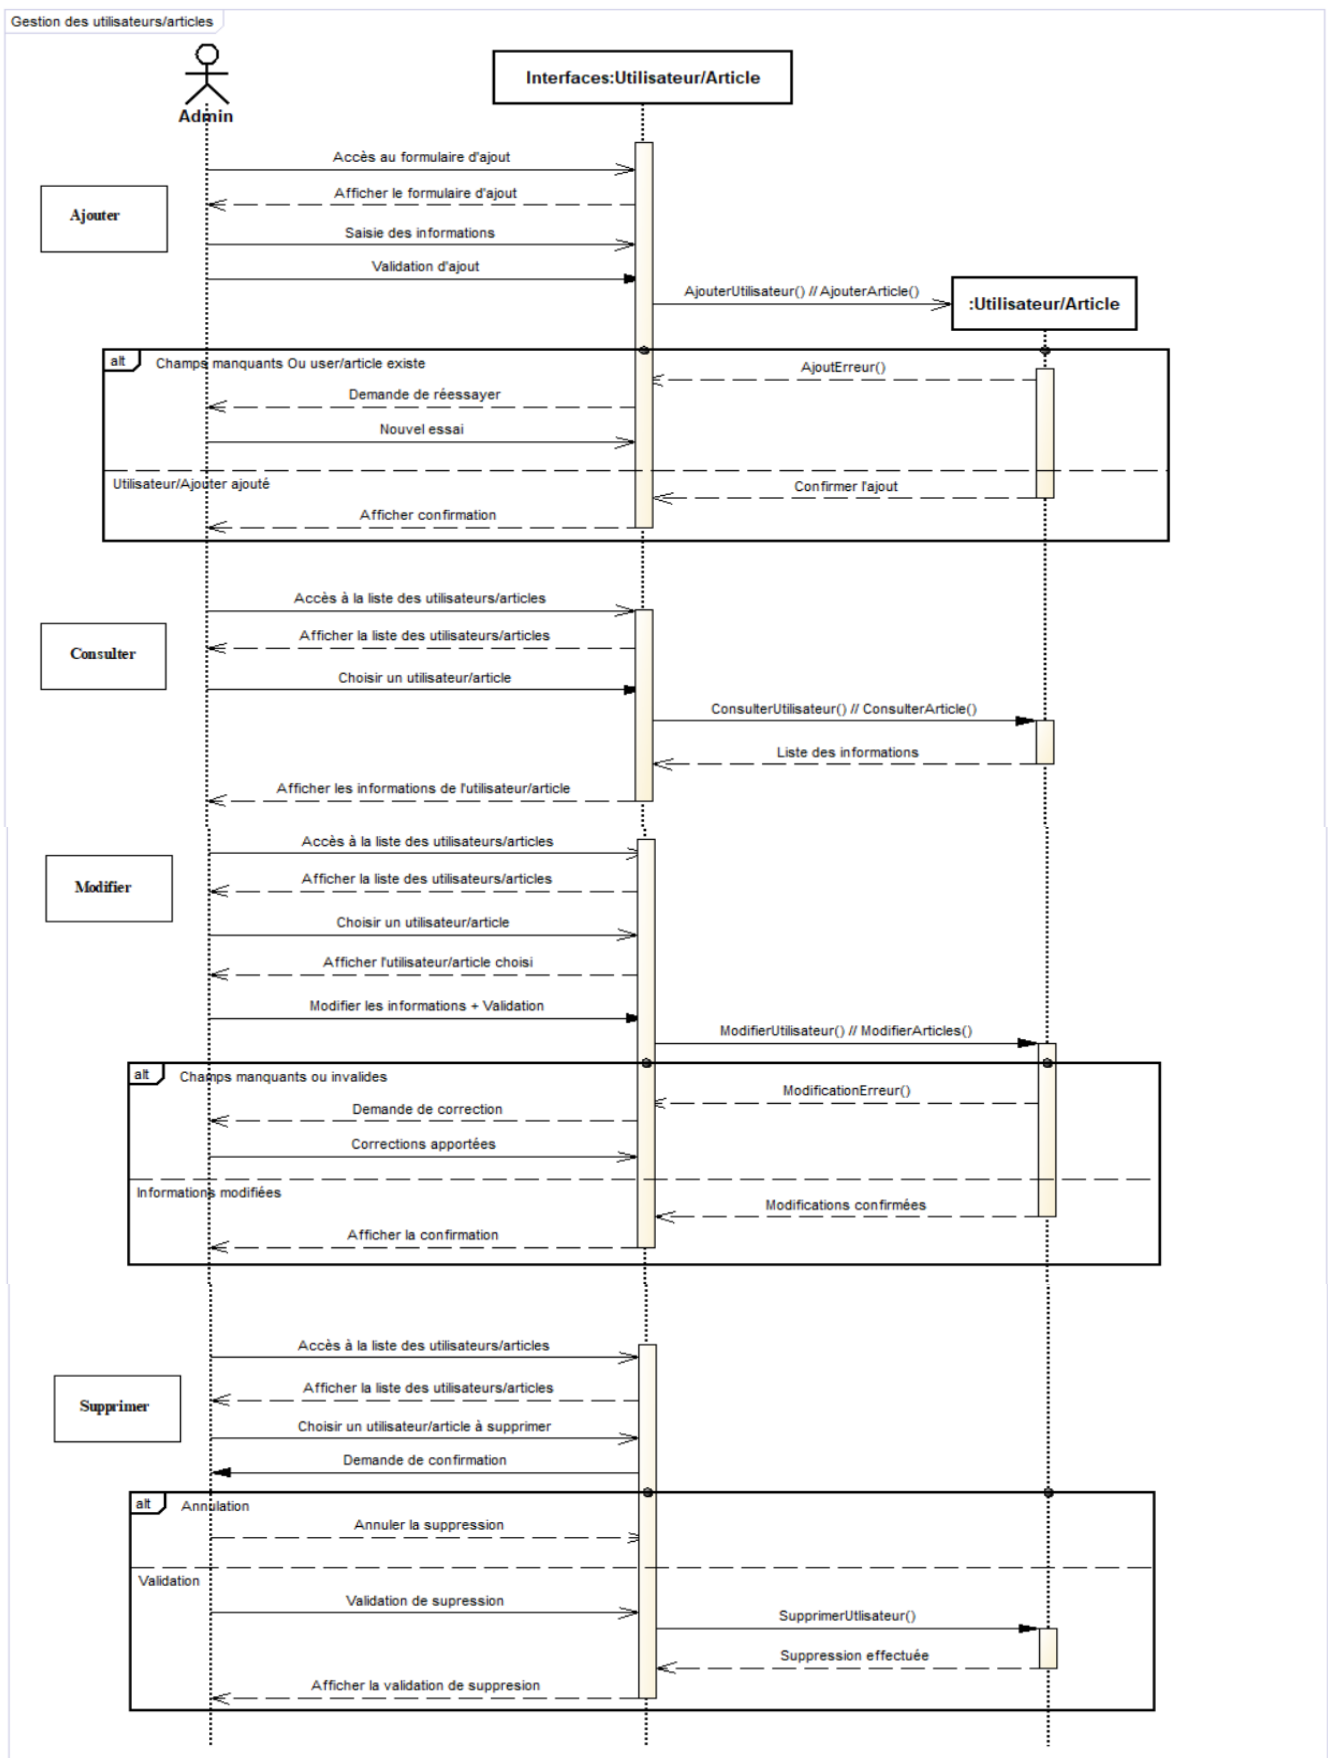 Gestion des utilisateurs/articles
Admin
Interfaces:Utilisateur/Article
Accès au formulaire d'ajout
Afficher le formulaire d'ajout
Ajouter
Saisie des informations
Validation d'ajout
AjouterUtilisateur() // AjouterArticle()
:Utilisateur/Article
alt
Champs manquants Ou user/article existe
AjoutErreur()
Demande de réessayer
Nouvel essai
Utilisateur/Ajouter ajouté
Confirmer l'ajout
Afficher confirmation
Accès à la liste des utilisateurs/articles
Afficher la liste des utilisateurs/articles
Consulter
Choisir un utilisateur/article
ConsulterUtilisateur() // ConsulterArticle()
Liste des informations
Afficher les informations de l'utilisateur/article
Accès à la liste des utilisateurs/articles
Afficher la liste des utilisateurs/articles
Modifier
Choisir un utilisateur/article
Afficher l'utilisateur/article choisi
Modifier les informations + Validation
ModifierUtilisateur() // ModifierArticles()
alt
Champs manquants ou invalides
ModificationErreur()
Demande de correction
Corrections apportées
Informations modifiées
Modifications confirmées
Afficher la confirmation
Accès à la liste des utilisateurs/articles
Afficher la liste des utilisateurs/articles
Supprimer
Choisir un utilisateur/article à supprimer
Demande de confirmation
alt
Annulation
Annuler la suppression
Validation
Validation de supression
SupprimerUtlisateur()
Suppression effectuée
Afficher la validation de suppresion